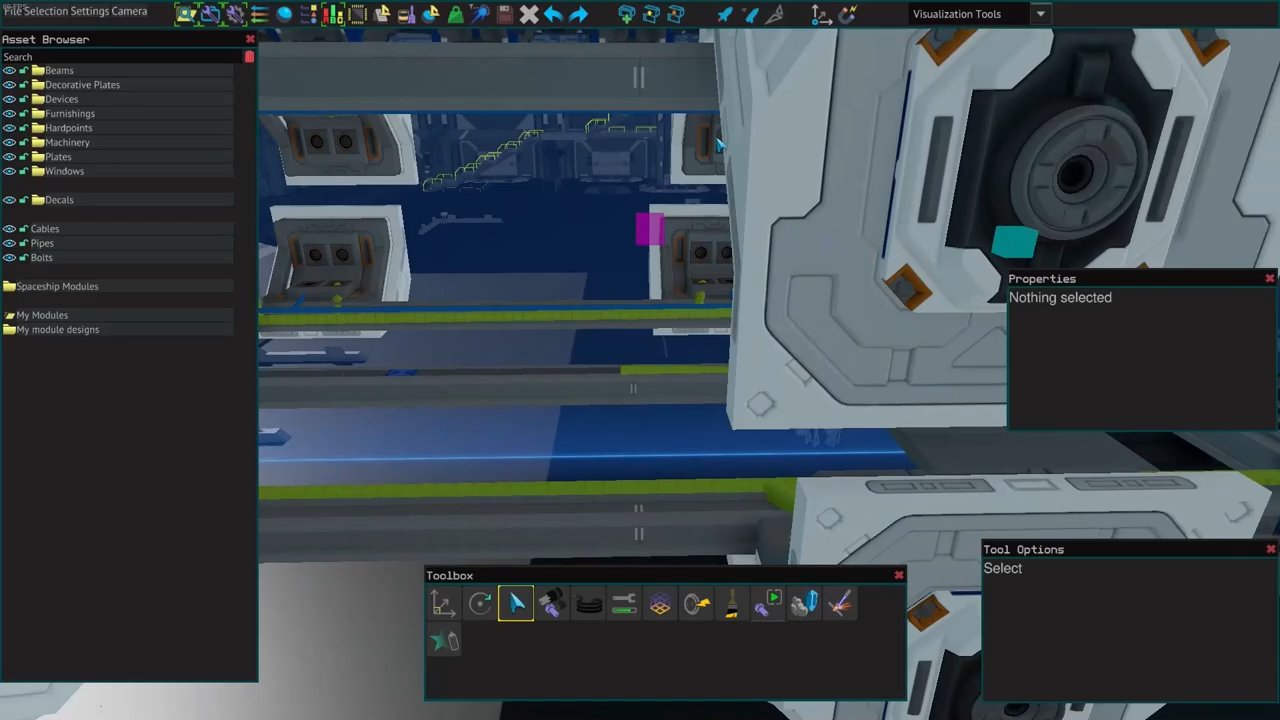 File Selection Settings Camera
Visualization Tools
Asset Browser
Search
Beams
Decorative Plates
Devices
Furnishings
Hardpoints
Machinery
Plates
Windows
Decals
Cables
Pipes
Bolts
Spaceship Modules
My Modules
My module designs
Properties
Nothing selected
Toolbox
Tool Options
Select